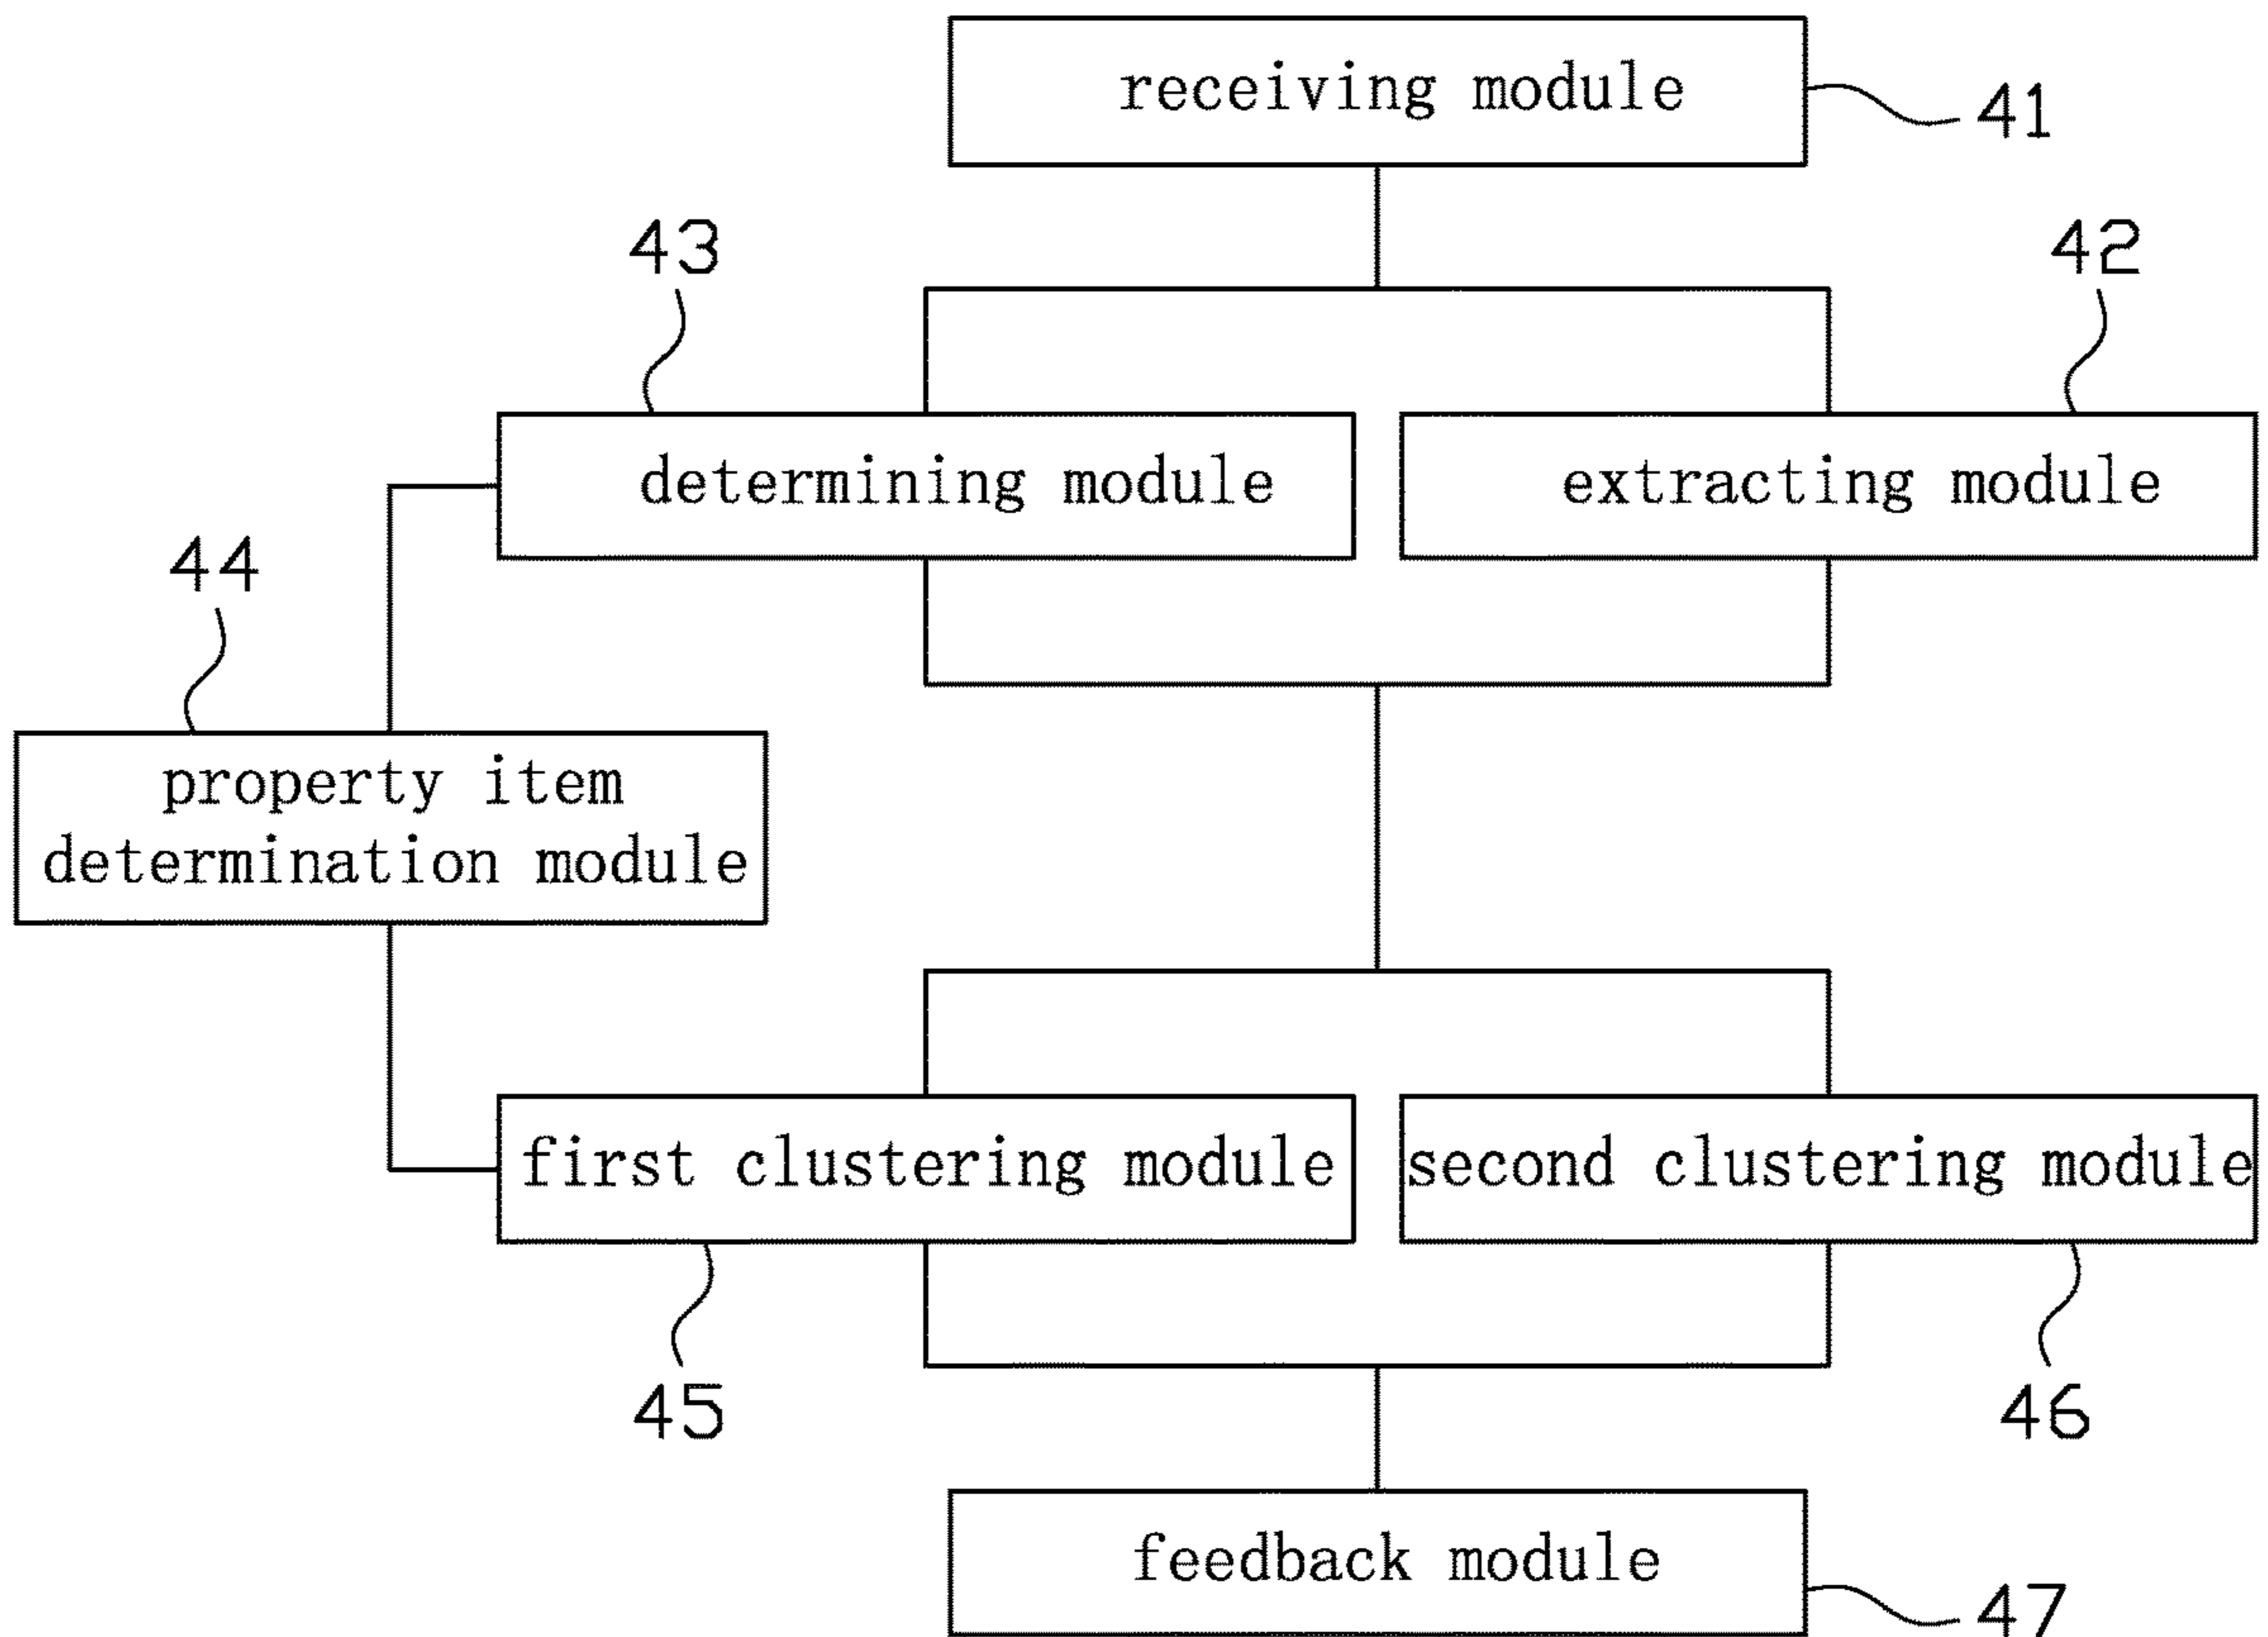 receiving module
41
43
42
determining module
extracting module
44
property item
determination module
first clustering module
second clustering module
45
46
feedback module
47